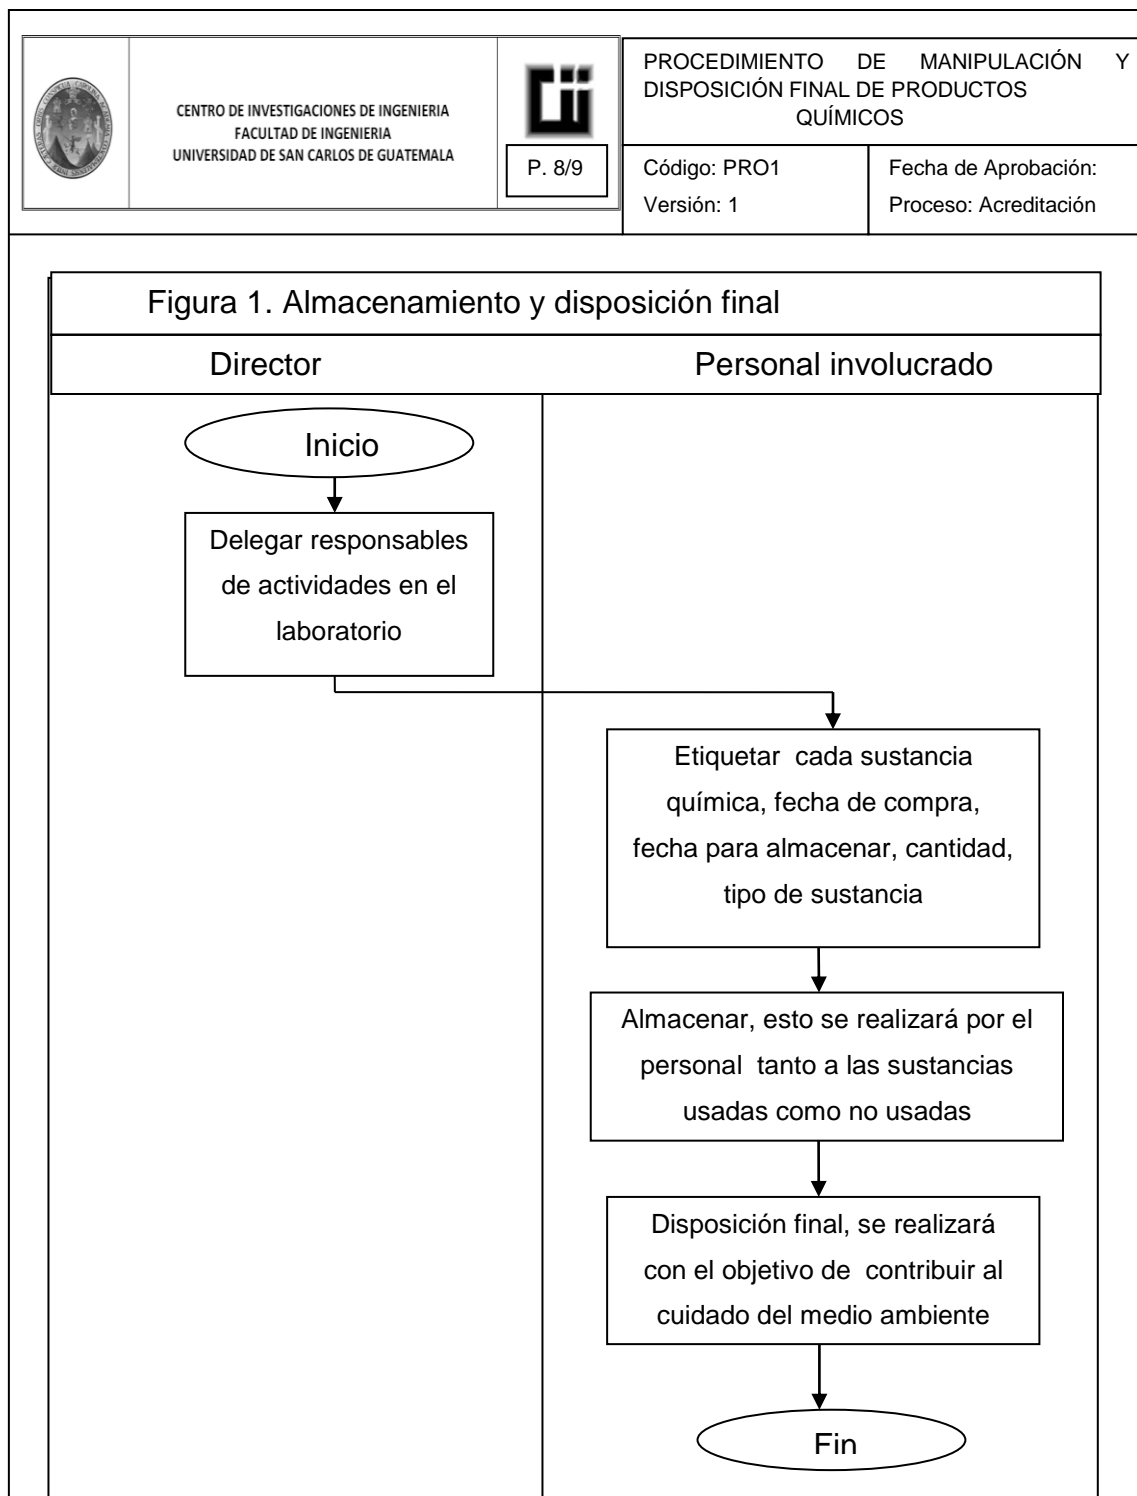 CENTRO DE INVESTIGACIONES DE INGENIERIA
FACULTAD DE INGENIERIA
UNIVERSIDAD DE SAN CARLOS DE GUATEMALA
cii
P. 8/9
PROCEDIMIENTO DE MANIPULACIÓN Y
DISPOSICIÓN FINAL DE PRODUCTOS
QUÍMICOS
Código: PRO1
Versión: 1
Fecha de Aprobación:
Proceso: Acreditación
Figura 1. Almacenamiento y disposición final
Director
Personal involucrado
Inicio
Delegar responsables
de actividades en el
laboratorio
Etiquetar cada sustancia
química, fecha de compra,
fecha para almacenar, cantidad,
tipo de sustancia
Almacenar, esto se realizará por el
personal tanto a las sustancias
usadas como no usadas
Disposición final, se realizará
con el objetivo de contribuir al
cuidado del medio ambiente
Fin